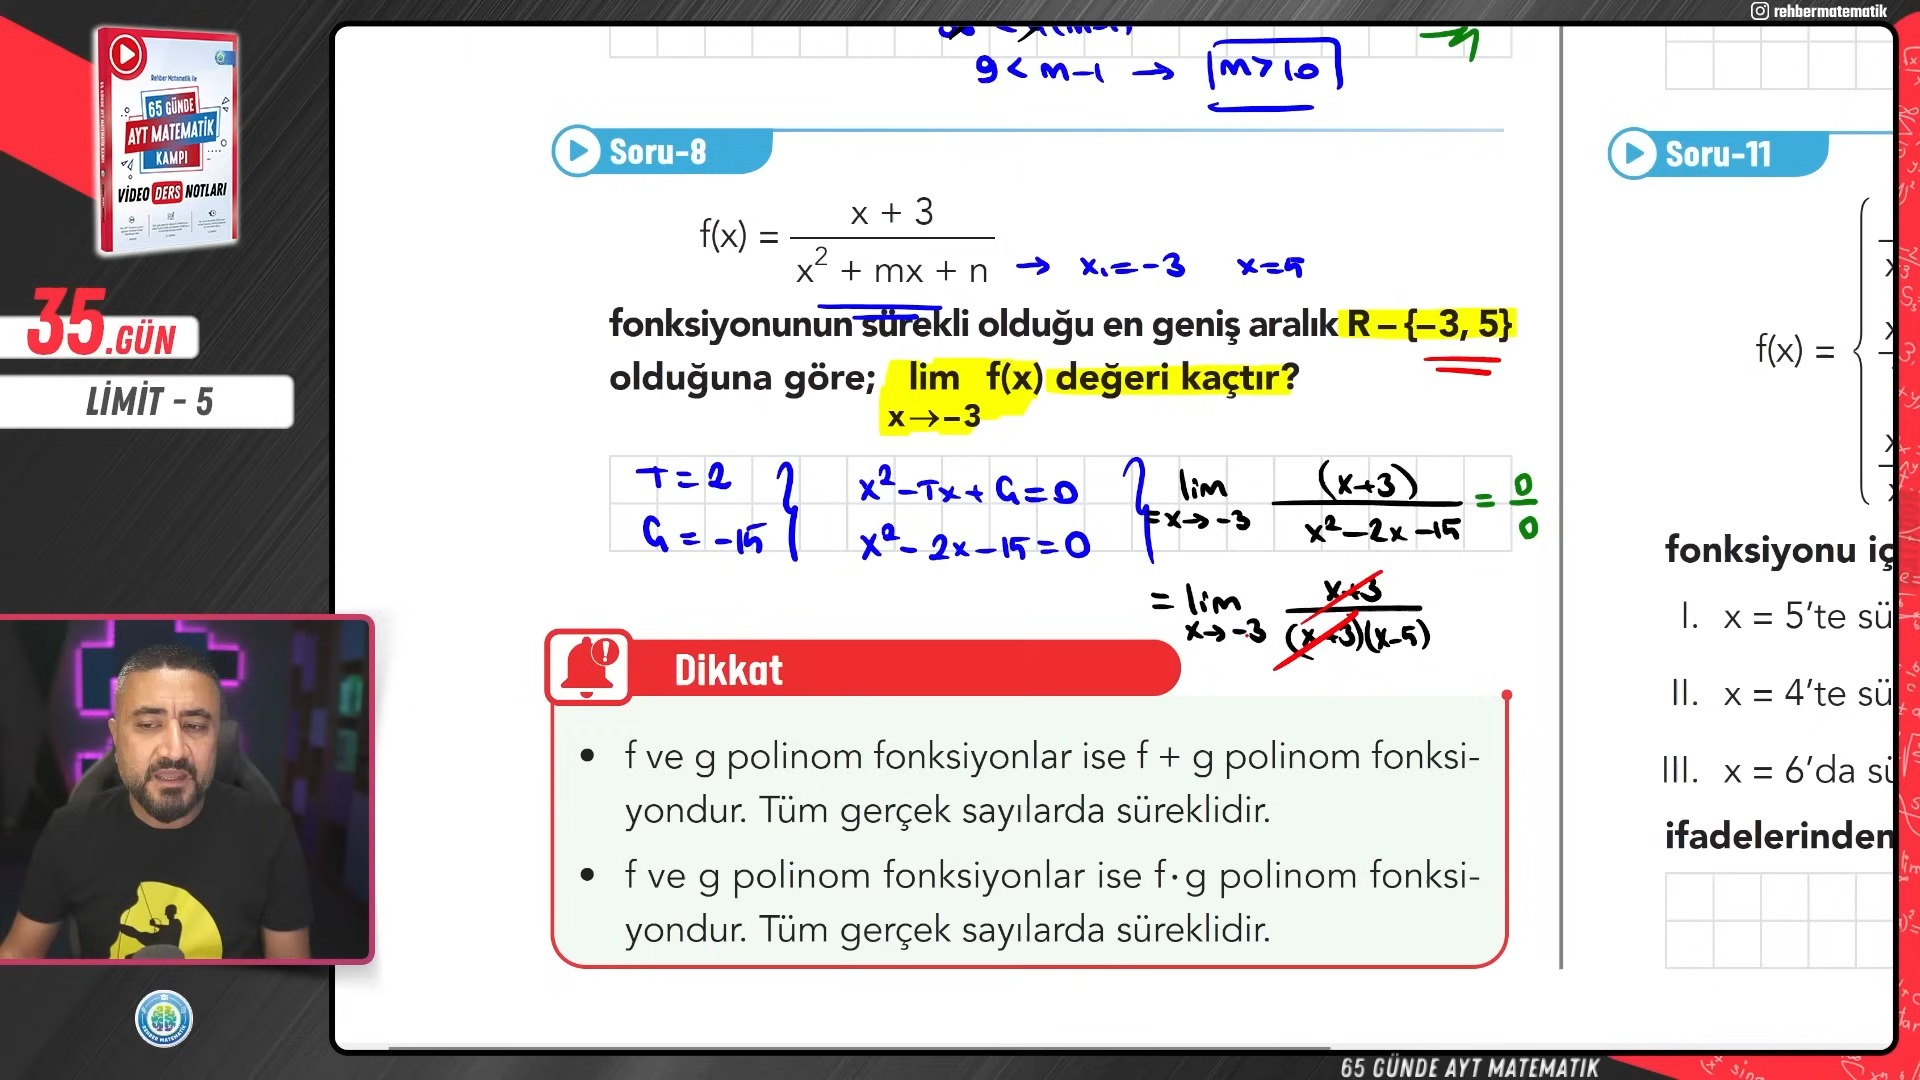 rehbermatematik
Rehber Matematik ile
65 GÜNDE
AYT MATEMATİK
KAMPI
VİDEO DERS NOTLARI
35.GÜN
LİMİT - 5
9 < m-1 → m > 10
Soru-8
f(x) = x + 3 / x² + mx + n → x₁ = -3 x = 5
fonksiyonunun sürekli olduğu en geniş aralık R – {–3, 5}
olduğuna göre; lim f(x) değeri kaçtır?
x→–3
T = 2
G = -15
x² - Tx + G = 0
x² - 2x - 15 = 0
= lim x→-3 (x+3) / x² - 2x - 15 = 0/0
= lim x→-3 x+3 / (x+3)(x-5)
Dikkat
• f ve g polinom fonksiyonlar ise f + g polinom fonksi-
yondur. Tüm gerçek sayılarda süreklidir.
• f ve g polinom fonksiyonlar ise f·g polinom fonksi-
yondur. Tüm gerçek sayılarda süreklidir.
Soru-11
f(x) =
fonksiyonu iç
I. x = 5'te sü
II. x = 4'te sü
III. x = 6'da sü
ifadelerinden
REHBER MATEMATİK
65 GÜNDE AYT MATEMATİK